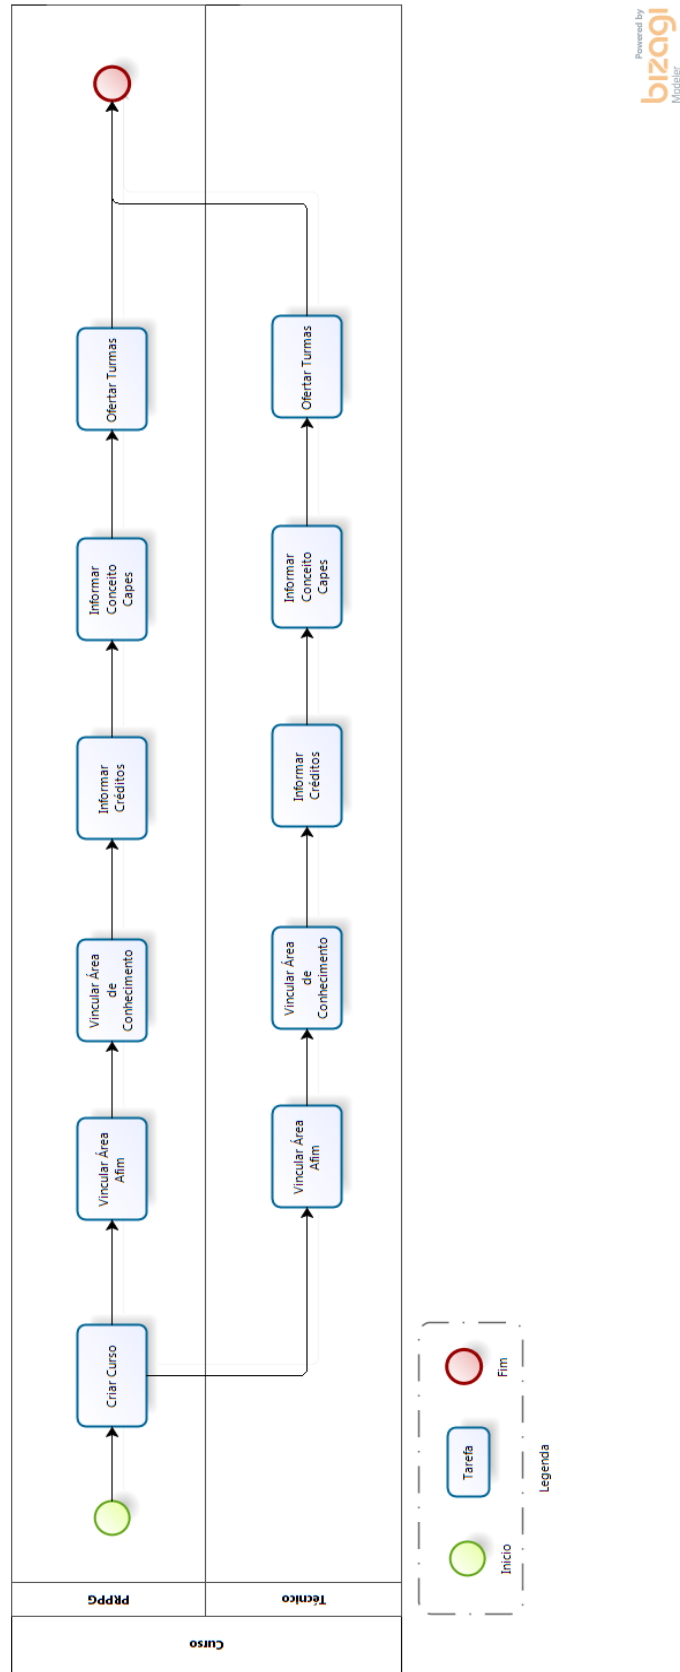 Curso
PRPPG
Criar Curso
Vincular Área
Afim
Vincular Área
de
Conhecimento
Informar
Créditos
Informar
Conceito
Capes
Ofertar Turmas
Técnico
Vincular Área
Afim
Vincular Área
de
Conhecimento
Informar
Créditos
Informar
Conceito
Capes
Ofertar Turmas
Inicio
Tarefa
Fim
Legenda
Powered by
bizagi
Modeler